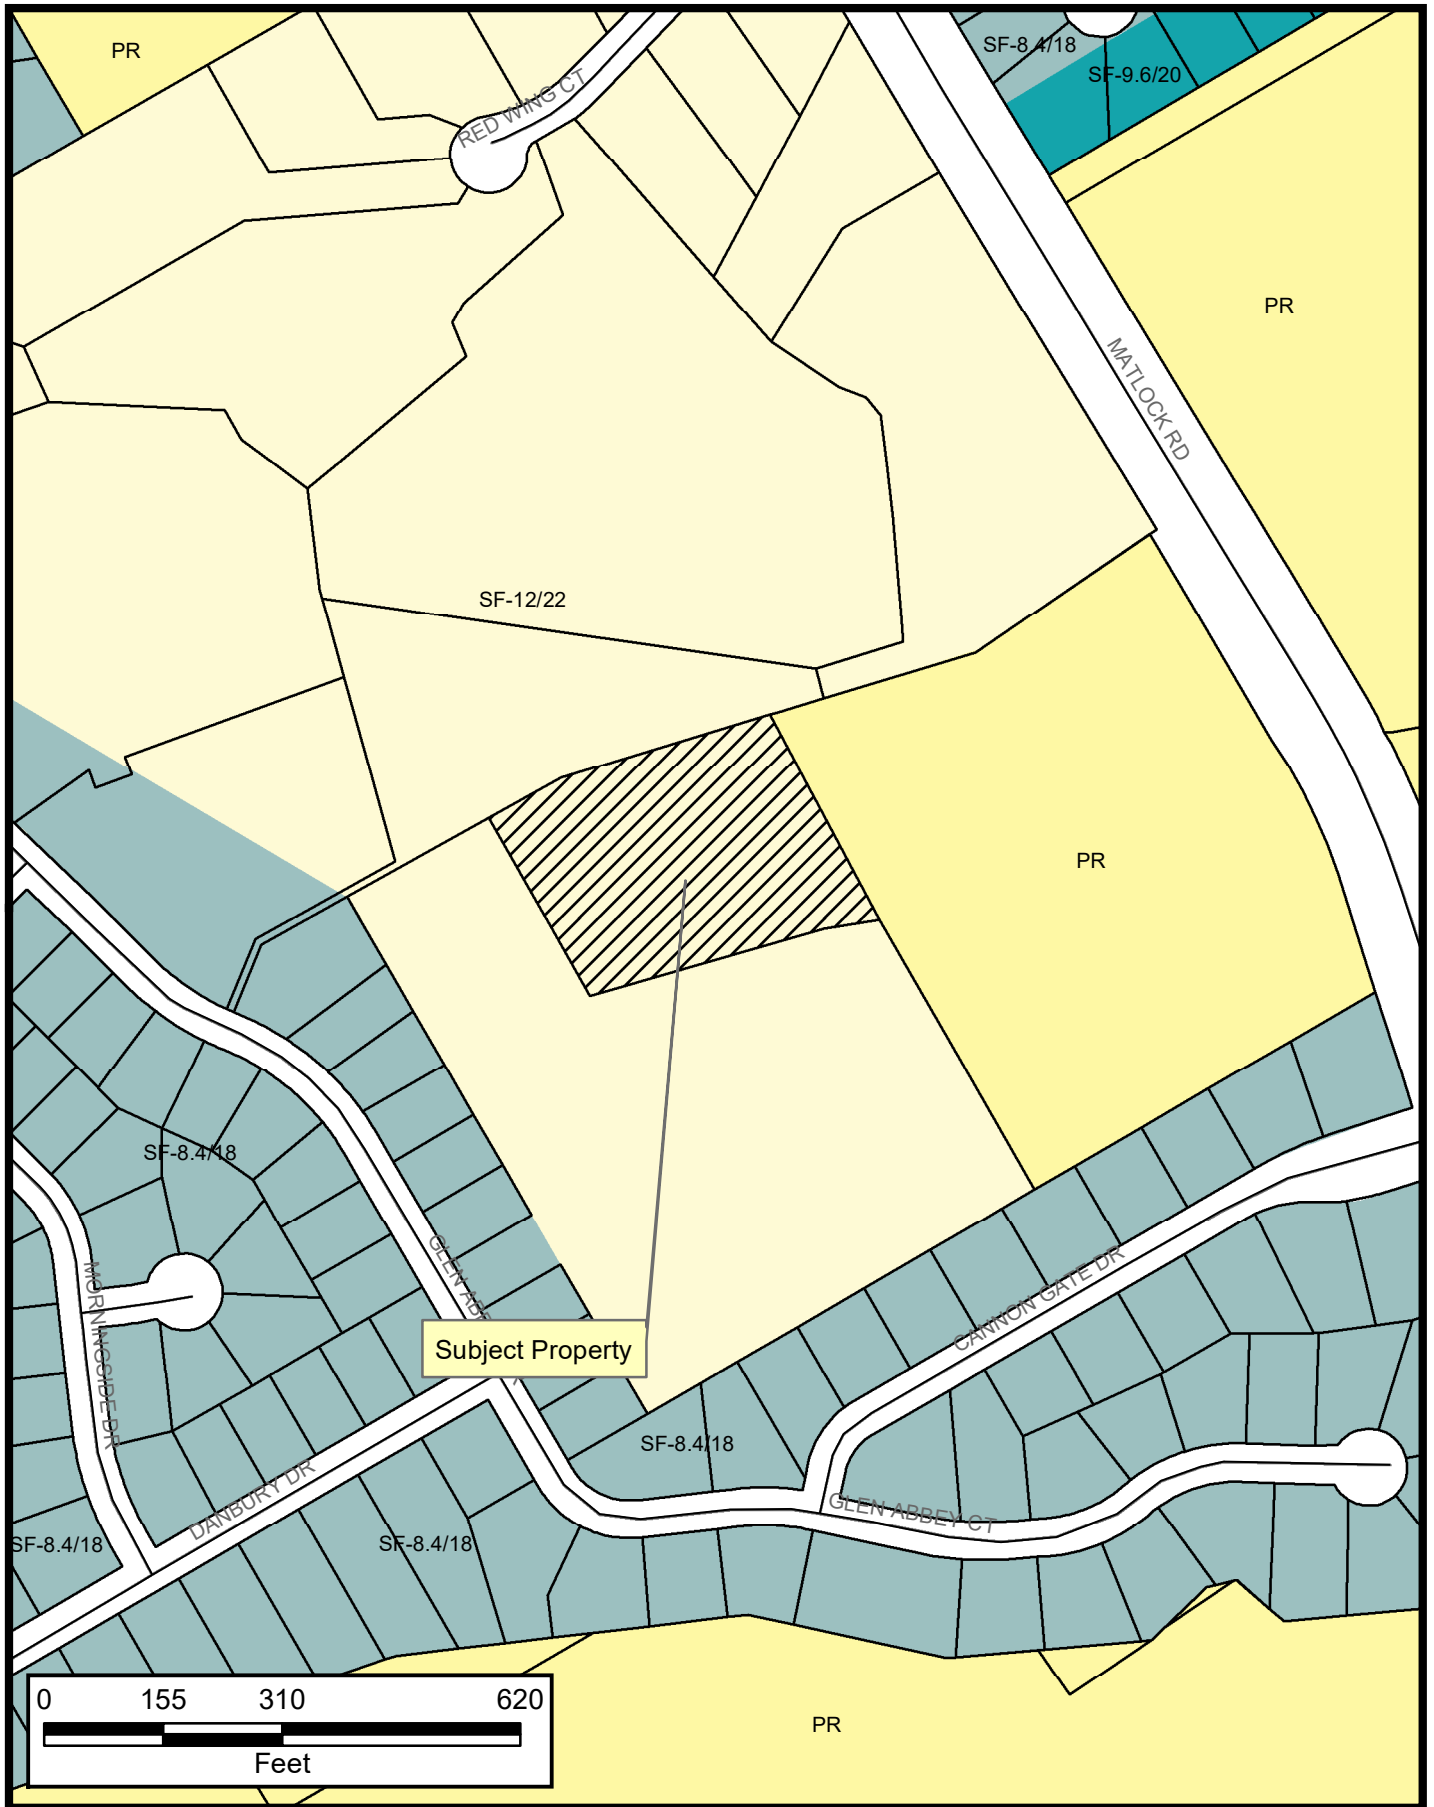 PR
SF-8.4/18
SF-9.6/20
RED WING CT
PR
MATLOCK RD
SF-12/22
PR
SF-8.4/18
GLEN ABB
MORNINGSIDE DR
CANNON GATE DR
Subject Property
SF-8.4/18
DANBURY DR
GLEN ABBEY CT
SF-8.4/18
SF-8.4/18
PR
0 155 310 620
Feet